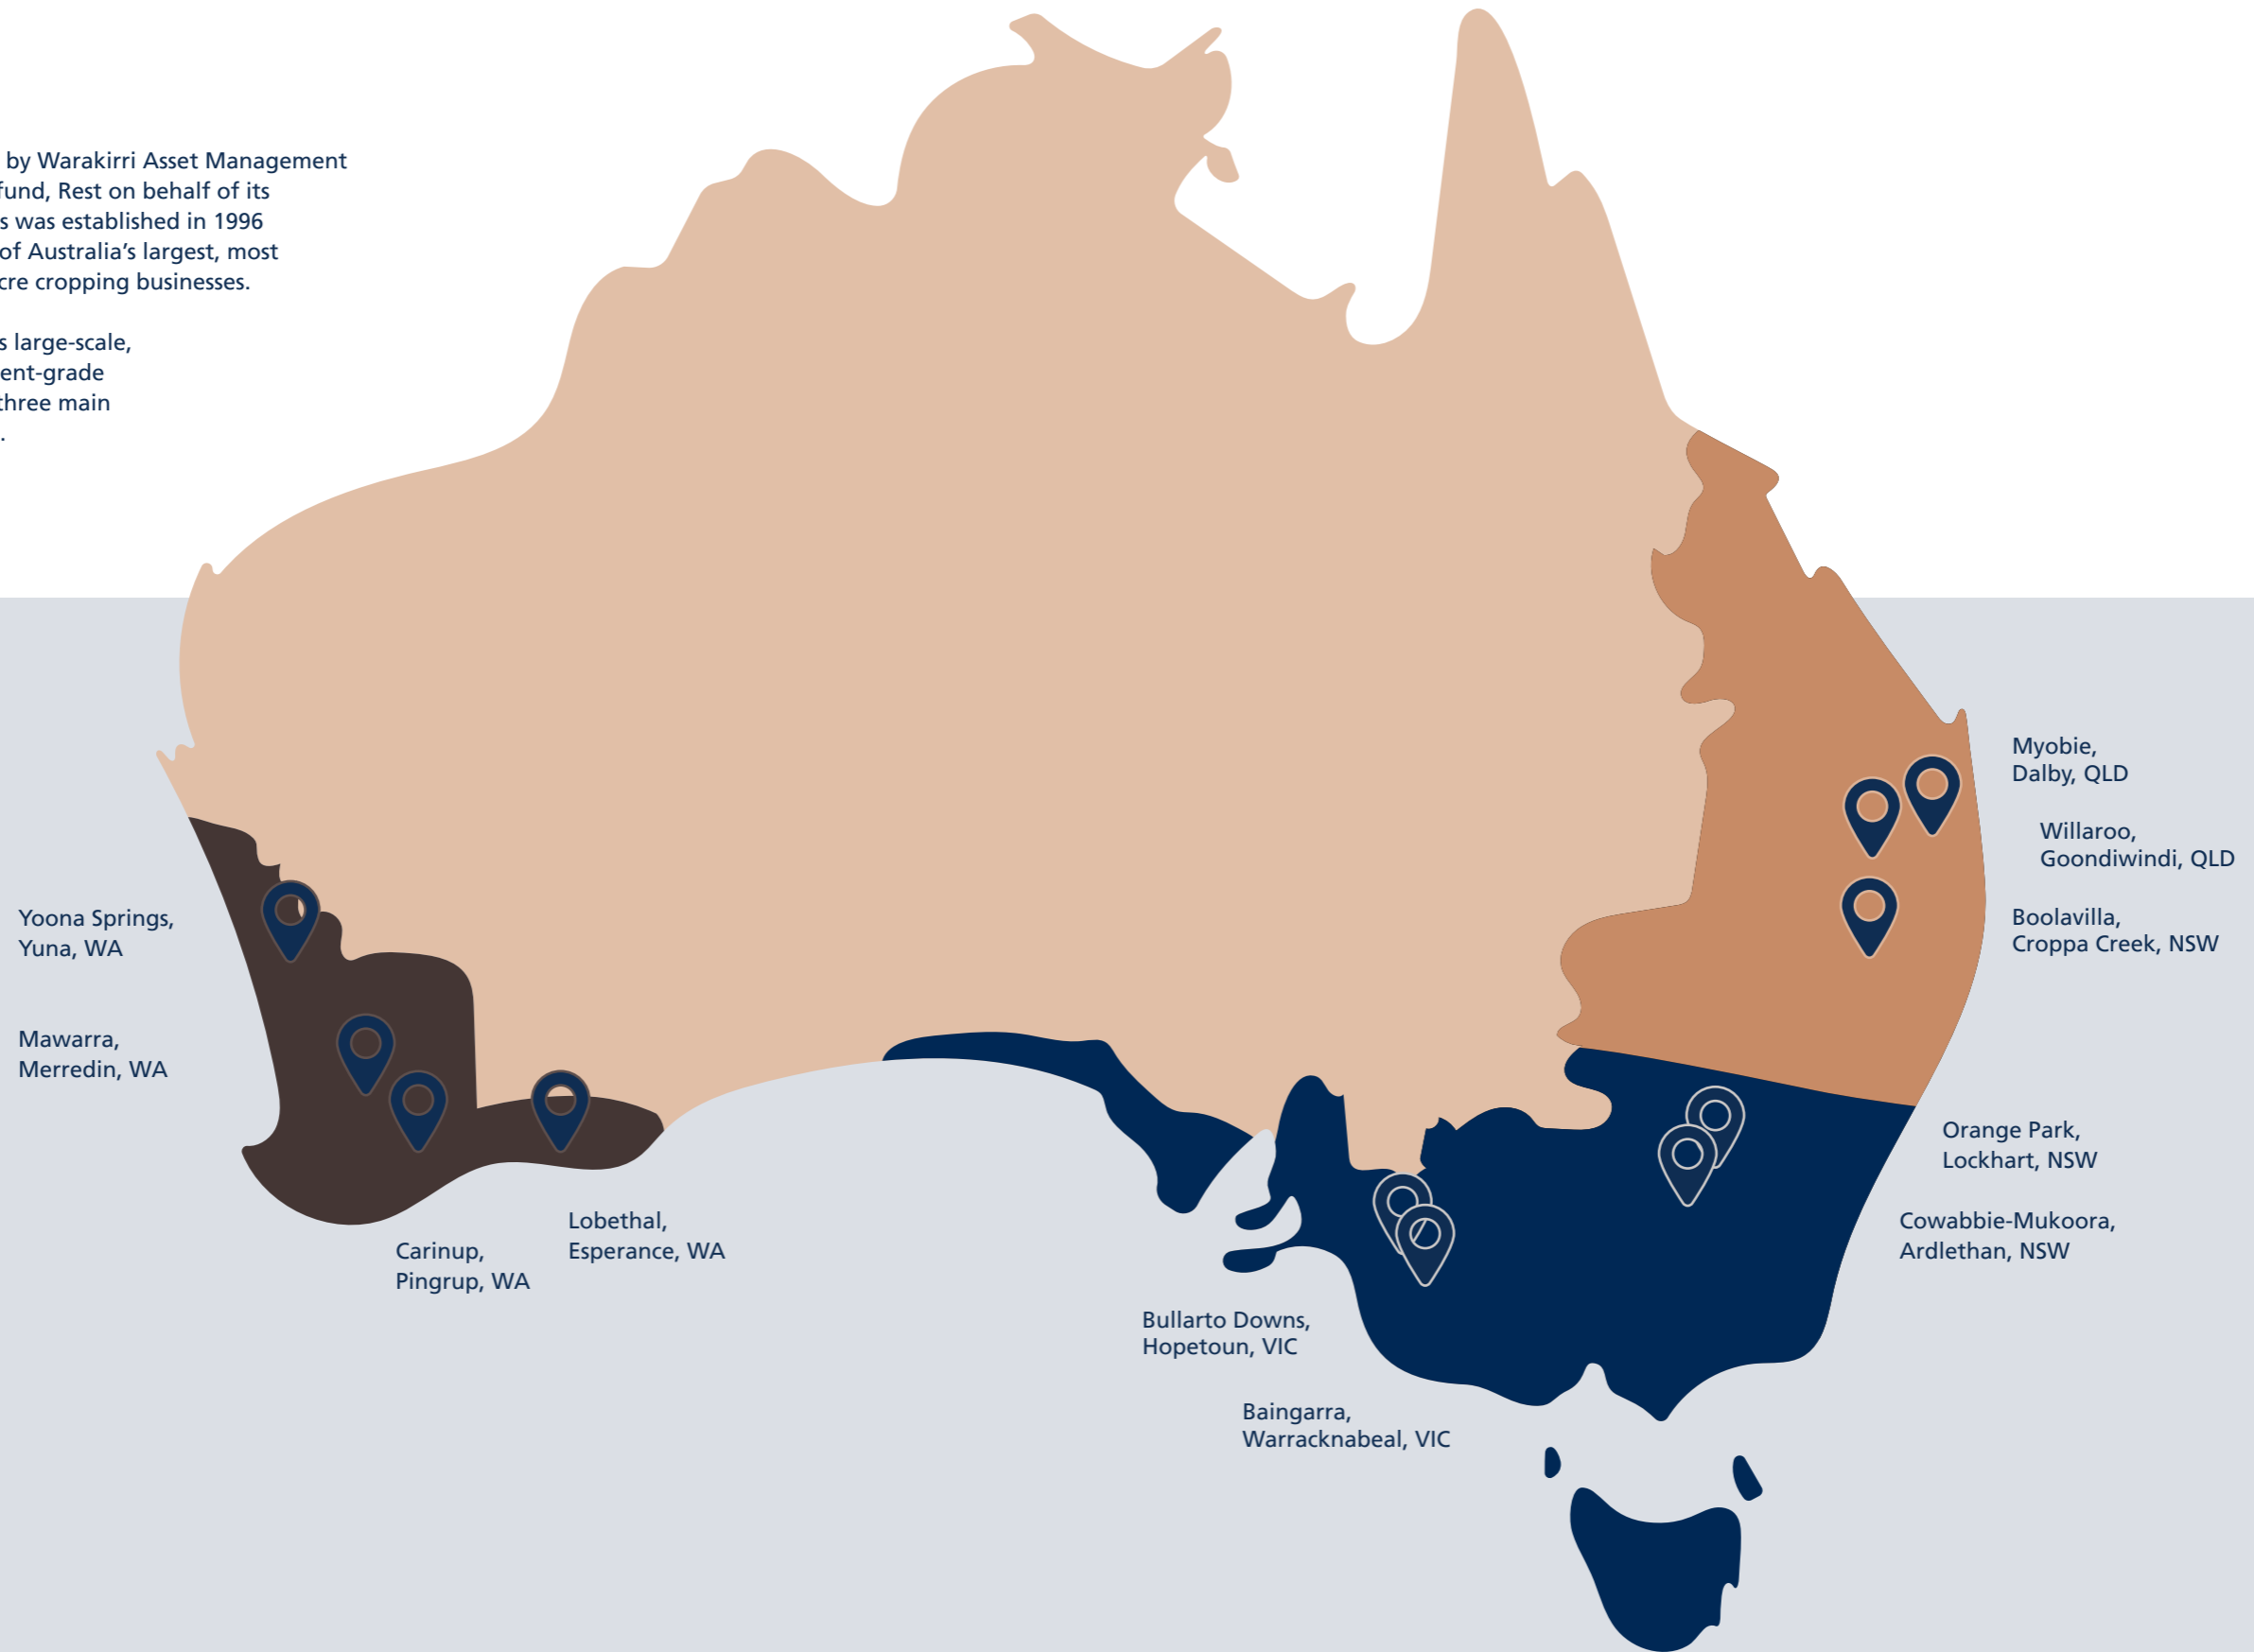 by Warakirri Asset Management
fund, Rest on behalf of its
s was established in 1996
of Australia's largest, most
cre cropping businesses.
s large-scale,
ent-grade
three main
.
Myobie,
Dalby, QLD
Willaroo,
Goondiwindi, QLD
Boolavilla,
Croppa Creek, NSW
Yoona Springs,
Yuna, WA
Mawarra,
Merredin, WA
Carinup,
Pingrup, WA
Lobethal,
Esperance, WA
Orange Park,
Lockhart, NSW
Cowabbie-Mukoora,
Ardlethan, NSW
Bullarto Downs,
Hopetoun, VIC
Baingarra,
Warracknabeal, VIC